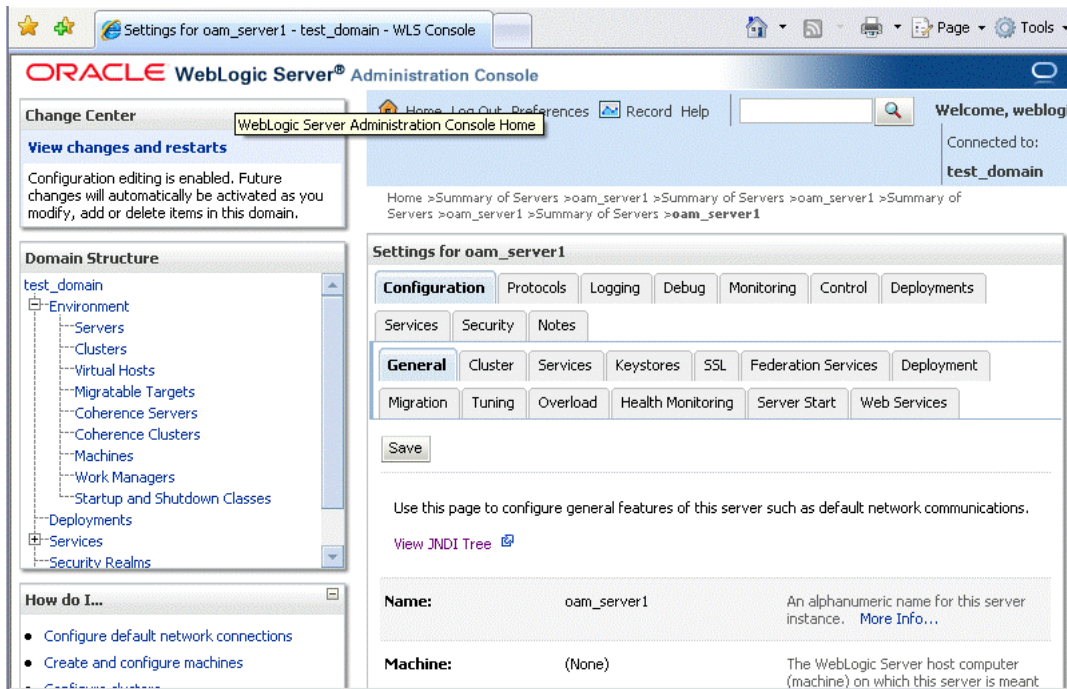 Settings for oam_server1 - test_domain - WLS Console
Page
Tools
ORACLE WebLogic Server® Administration Console
Change Center
View changes and restarts
Configuration editing is enabled. Future
changes will automatically be activated as you
modify, add or delete items in this domain.
WebLogic Server Administration Console Home
Home Log Out Preferences Record Help
Welcome, weblog
Connected to:
test_domain
Home >Summary of Servers >oam_server1 >Summary of Servers >oam_server1 >Summary of
Servers >oam_server1 >Summary of Servers >oam_server1
Domain Structure
test_domain
Environment
Servers
Clusters
Virtual Hosts
Migratable Targets
Coherence Servers
Coherence Clusters
Machines
Work Managers
Startup and Shutdown Classes
Deployments
Services
Security Realms
How do I...
Configure default network connections
Create and configure machines
Configure clusters
Settings for oam_server1
Configuration Protocols Logging Debug Monitoring Control Deployments
Services Security Notes
General Cluster Services Keystores SSL Federation Services Deployment
Migration Tuning Overload Health Monitoring Server Start Web Services
Save
Use this page to configure general features of this server such as default network communications.
View JNDI Tree
Name: oam_server1 An alphanumeric name for this server
instance. More Info...
Machine: (None) The WebLogic Server host computer
(machine) on which this server is meant